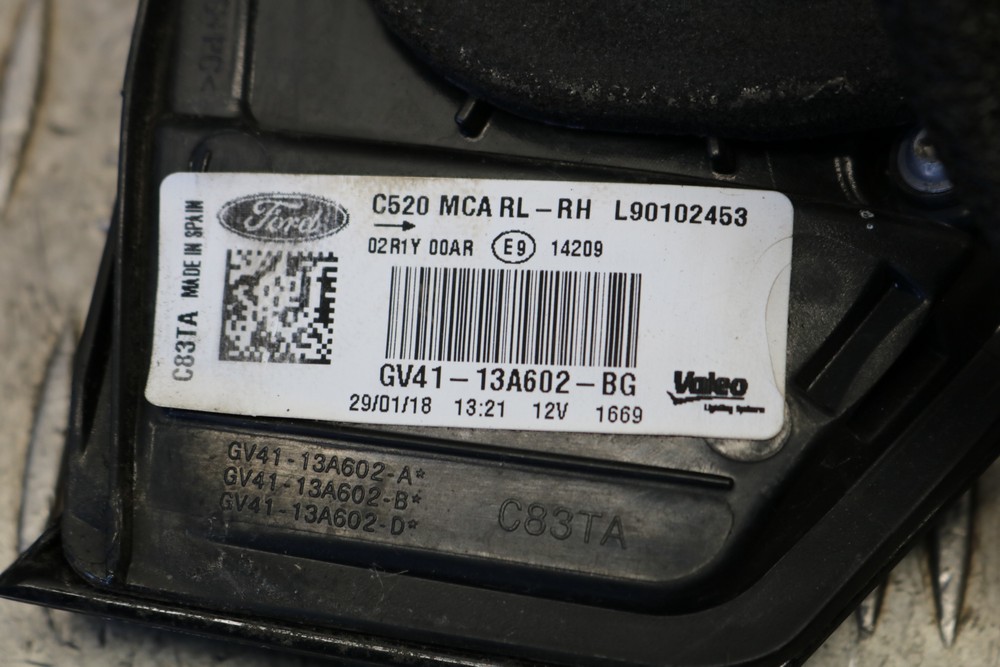 Ford
C520 MCA RL-RH L90102453
02R1Y 00AR E9 14209
C83TA MADE IN SPAIN
GV41-13A602-BG
29/01/18 13:21 12V 1669
Valeo
Lighting Systems
GV41-13A602-A*
GV41-13A602-B*
GV41-13A602-D*
C83TA